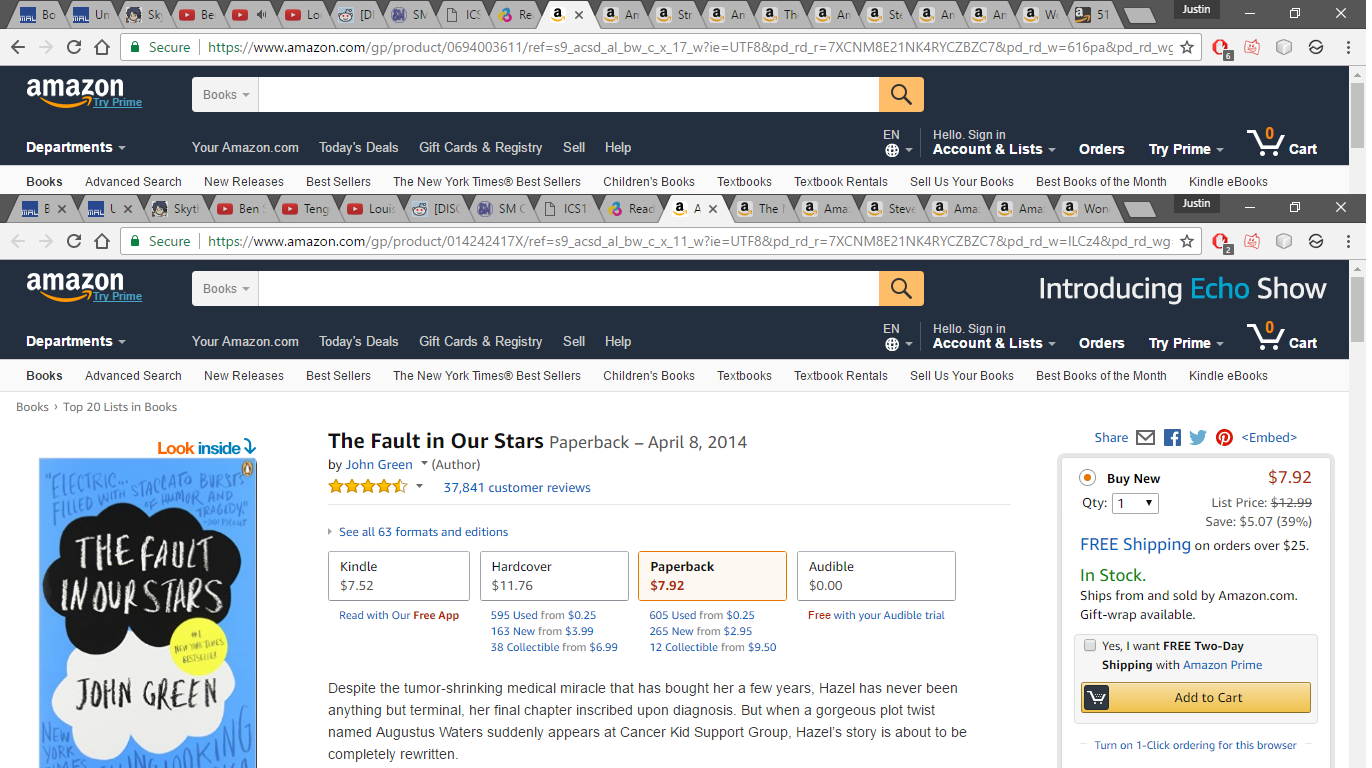 Bo Un Sky Be Lo [D SM ICS Re An Str An Th An Ste An An Wo 51 Justin
Secure https://www.amazon.com/gp/product/0694003611/ref=s9_acsd_al_bw_c_x_17_w?ie=UTF8&pd_rd_r=7XCNM8E21NK4RYCZBZC7&pd_rd_w=616pa&pd_rd_wg 6
amazon
Try Prime
Books
Departments Your Amazon.com Today's Deals Gift Cards & Registry Sell Help EN Hello. Sign in Account & Lists Orders Try Prime 0 Cart
Books Advanced Search New Releases Best Sellers The New York Times® Best Sellers Children's Books Textbooks Textbook Rentals Sell Us Your Books Best Books of the Month Kindle eBooks
B U Skyth Ben S Teng Louis [DISC SM C ICS1 Read A The Amaz Steve Ama Ama Won Justin
Secure https://www.amazon.com/gp/product/014242417X/ref=s9_acsd_al_bw_c_x_11_w?ie=UTF8&pd_rd_r=7XCNM8E21NK4RYCZBZC7&pd_rd_w=ILCz4&pd_rd_wg 2
amazon
Try Prime
Books
Introducing Echo Show
Departments Your Amazon.com Today's Deals Gift Cards & Registry Sell Help EN Hello. Sign in Account & Lists Orders Try Prime 0 Cart
Books Advanced Search New Releases Best Sellers The New York Times® Best Sellers Children's Books Textbooks Textbook Rentals Sell Us Your Books Best Books of the Month Kindle eBooks
Books › Top 20 Lists in Books
Look inside
"ELECTRIC...
FILLED WITH STACCATO BURSTS
OF HUMOR AND
TRAGEDY."
-JODI PICOULT
THE FAULT
IN OUR STARS
#1
NEW YORK TIMES
BESTSELLER
JOHN GREEN
NEW
YORK
TIMES
The Fault in Our Stars Paperback – April 8, 2014
by John Green (Author)
37,841 customer reviews
See all 63 formats and editions
Kindle
$7.52
Read with Our Free App
Hardcover
$11.76
595 Used from $0.25
163 New from $3.99
38 Collectible from $6.99
Paperback
$7.92
605 Used from $0.25
265 New from $2.95
12 Collectible from $9.50
Audible
$0.00
Free with your Audible trial
Despite the tumor-shrinking medical miracle that has bought her a few years, Hazel has never been
anything but terminal, her final chapter inscribed upon diagnosis. But when a gorgeous plot twist
named Augustus Waters suddenly appears at Cancer Kid Support Group, Hazel's story is about to be
completely rewritten.
Share <Embed>
Buy New $7.92
Qty: 1 List Price: $12.99
Save: $5.07 (39%)
FREE Shipping on orders over $25.
In Stock.
Ships from and sold by Amazon.com.
Gift-wrap available.
Yes, I want FREE Two-Day
Shipping with Amazon Prime
Add to Cart
Turn on 1-Click ordering for this browser